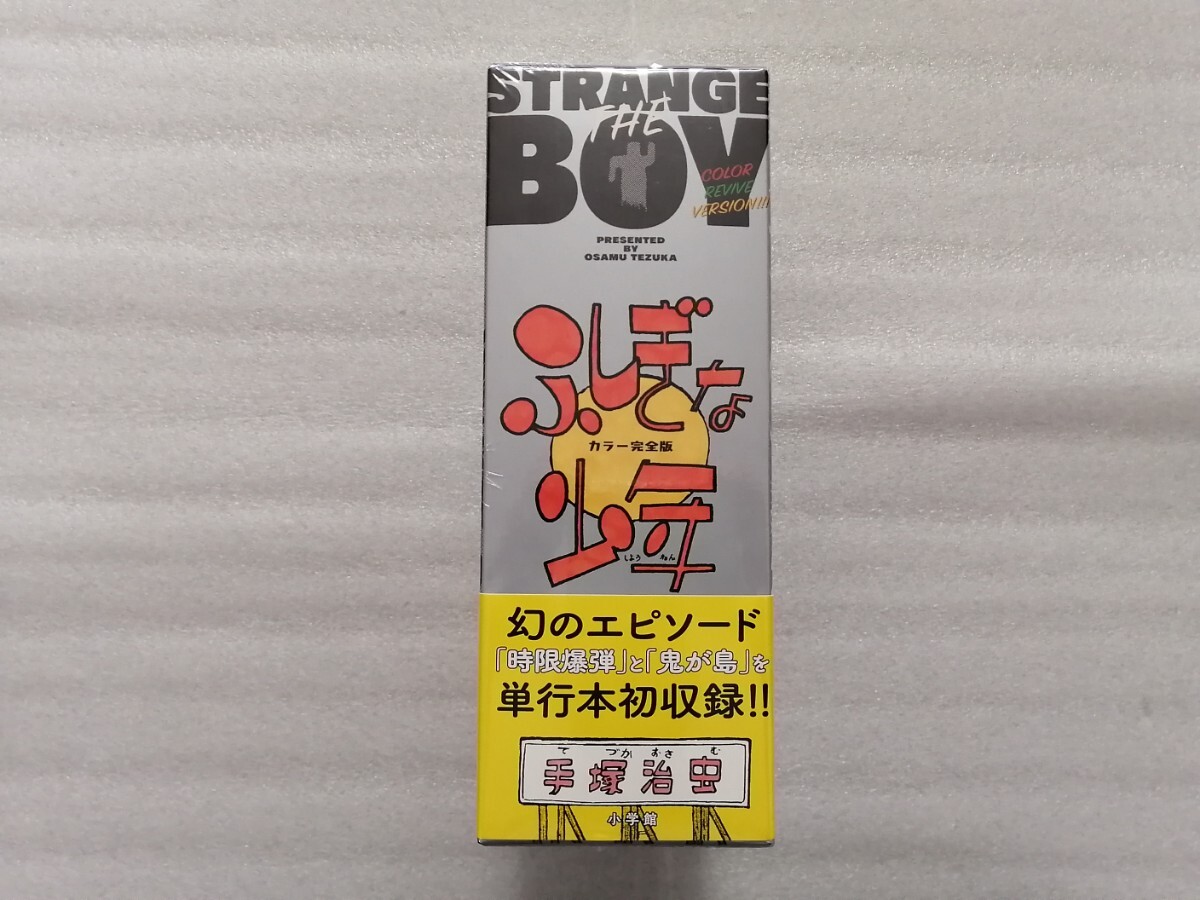 STRANGE
THE
BOY
COLOR
REVIVE
VERSION!!!
PRESENTED
BY
OSAMU TEZUKA
ふしぎな
カラー完全版
少年
しょうねん
幻のエピソード
「時限爆弾」と「鬼が島」を
単行本初収録!!
てづかおさむ
手塚治虫
小学館